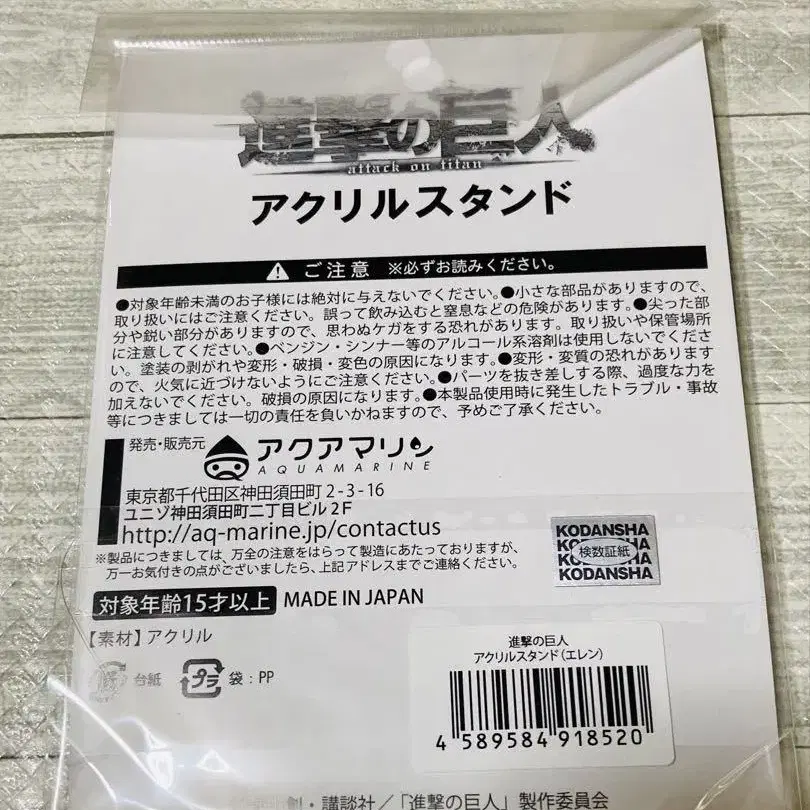 進撃の巨人
attack on titan
アクリルスタンド
ご注意 ※必ずお読みください。
●対象年齢未満のお子様には絶対に与えないでください。●小さな部品がありますので、
取り扱いにはご注意ください。誤って飲み込むと窒息などの危険があります。●尖った部
分や鋭い部分がありますので、思わぬケガをする恐れがあります。取り扱いや保管場所
に注意してください。●ベンジン・シンナー等のアルコール系溶剤は使用しないでくださ
い。塗装の剥がれや変形・破損・変色の原因になります。●変形・変質の恐れがあります
ので、火気に近づけないようにご注意ください。●パーツを抜き差しする際、過度な力を
加えないでください。破損の原因になります。●本製品使用時に発生したトラブル・事故
等につきましては一切の責任を負いかねますので、予めご了承ください。
発売・販売元
アクアマリン
AQUAMARINE
東京都千代田区神田須田町 2-3-16
ユニゾ神田須田町二丁目ビル 2F
http://aq-marine.jp/contactus
※製品につきましては、万全の注意をはらって製造にあたっておりますが、
万一お気付きの点がございましたら、上記アドレスまでご連絡ください。
KODANSHA
KODANSHA
検数証紙
KODANSHA
KODANSHA
対象年齢15才以上 MADE IN JAPAN
【素材】アクリル
台紙
プラ 袋:PP
進撃の巨人
アクリルスタンド(エレン)
4 589584 918520
創・講談社/「進撃の巨人」製作委員会